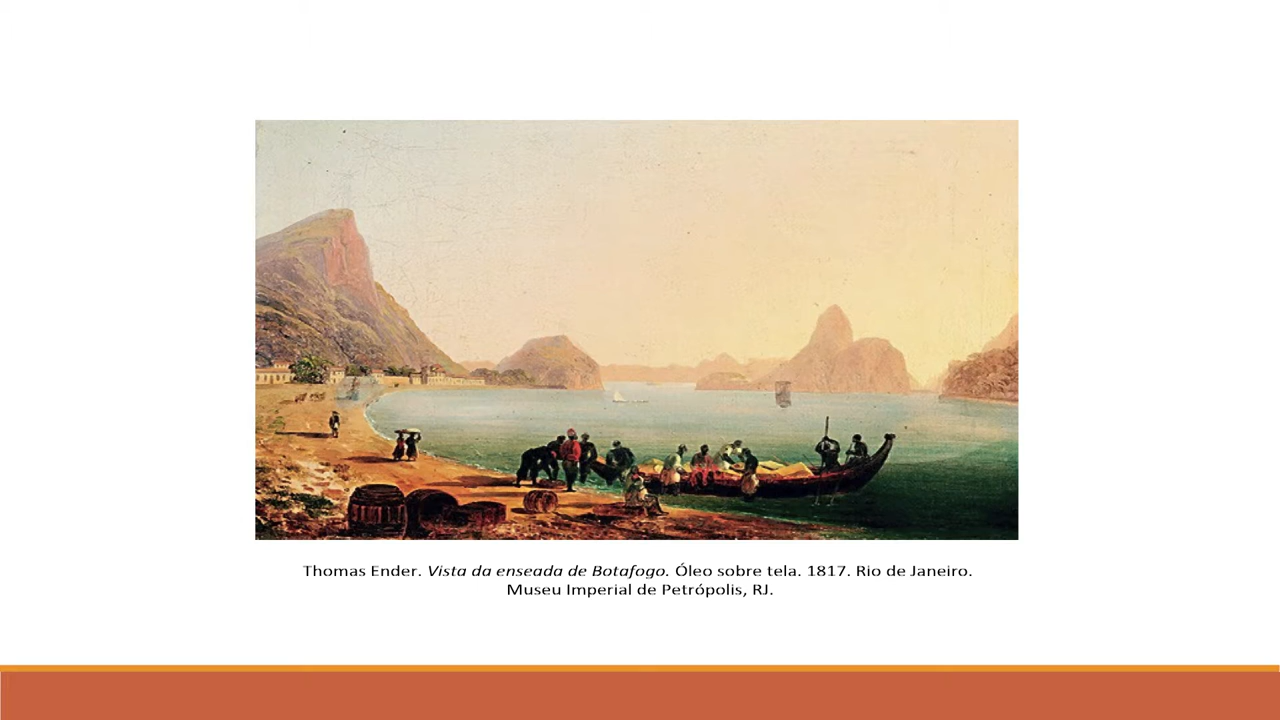 Thomas Ender. Vista da enseada de Botafogo. Óleo sobre tela. 1817. Rio de Janeiro.
Museu Imperial de Petrópolis, RJ.